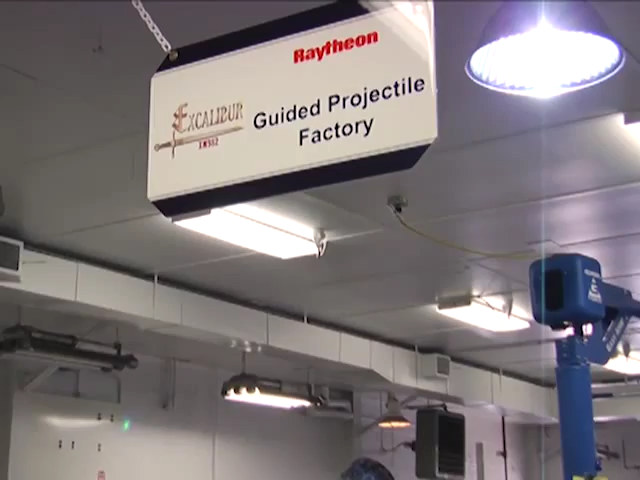 Raytheon
EXCALIBUR
XM982
Guided Projectile
Factory